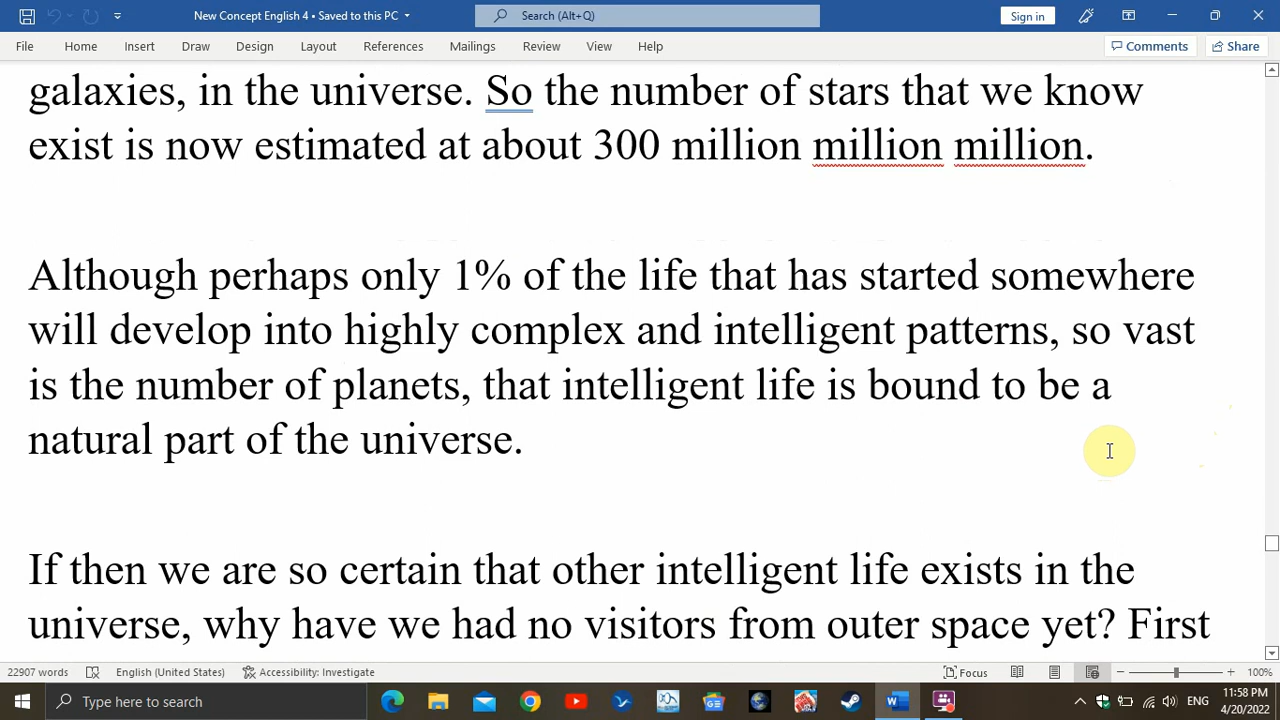 New Concept English 4 • Saved to this PC
Search (Alt+Q)
Sign in
File Home Insert Draw Design Layout References Mailings Review View Help
Comments Share
galaxies, in the universe. So the number of stars that we know
exist is now estimated at about 300 million million million.
Although perhaps only 1% of the life that has started somewhere
will develop into highly complex and intelligent patterns, so vast
is the number of planets, that intelligent life is bound to be a
natural part of the universe.
If then we are so certain that other intelligent life exists in the
universe, why have we had no visitors from outer space yet? First
22907 words English (United States) Accessibility: Investigate Focus 100%
Type here to search
ENG
11:58 PM
4/20/2022